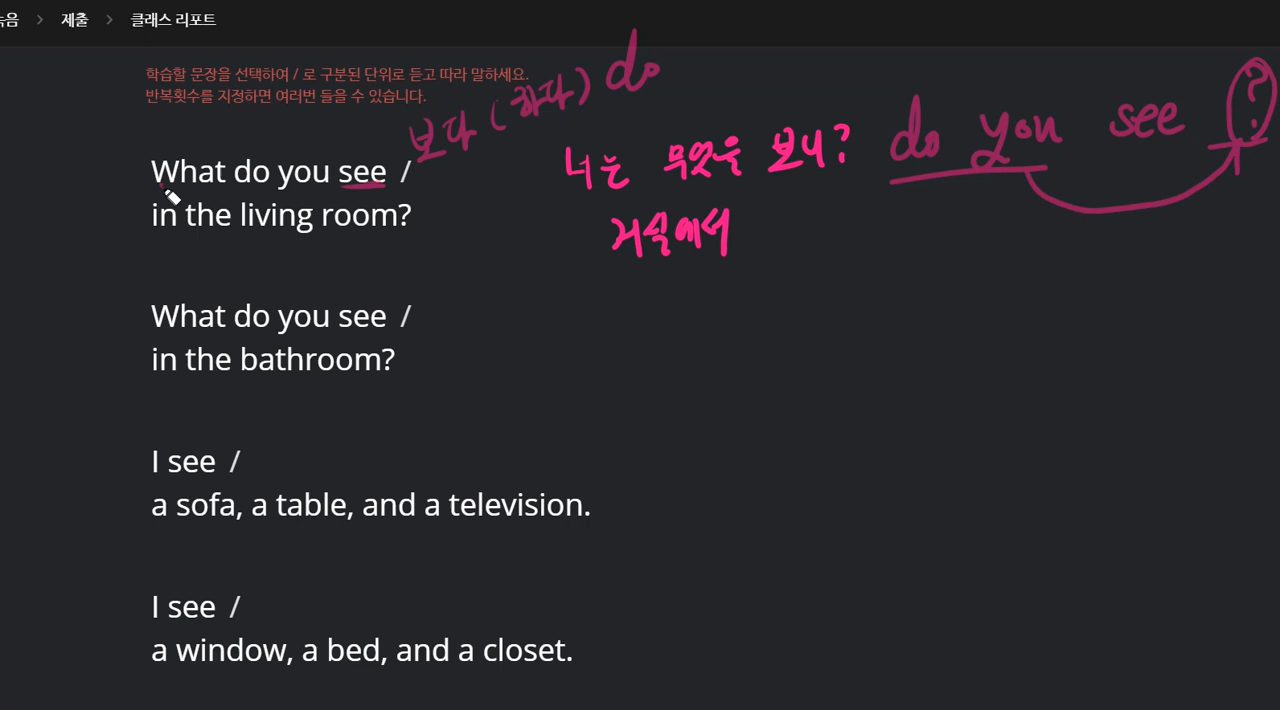 제출 > 클래스 리포트
학습할 문장을 선택하여 / 로 구분된 단위로 듣고 따라 말하세요.
반복횟수를 지정하면 여러번 들을 수 있습니다.
보다 (하다) do
What do you see /
in the living room?
너는 무엇을 보니?
거실에서
do you see ?
What do you see /
in the bathroom?
I see /
a sofa, a table, and a television.
I see /
a window, a bed, and a closet.